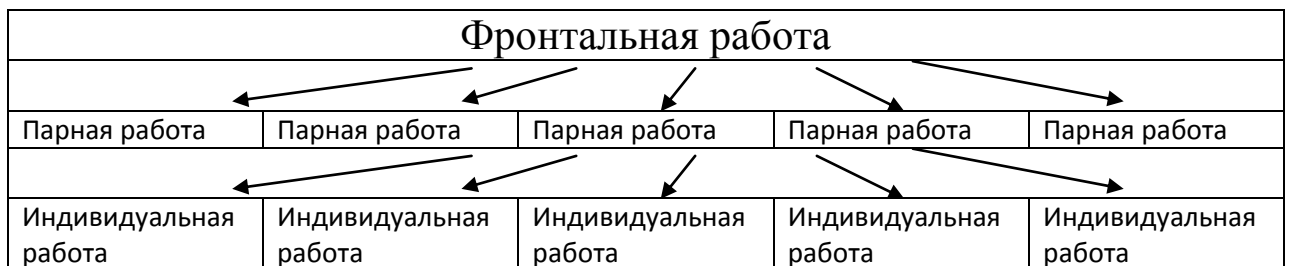 Фронтальная работа
Парная работа Парная работа Парная работа Парная работа Парная работа
Индивидуальная Индивидуальная Индивидуальная Индивидуальная Индивидуальная
работа работа работа работа работа